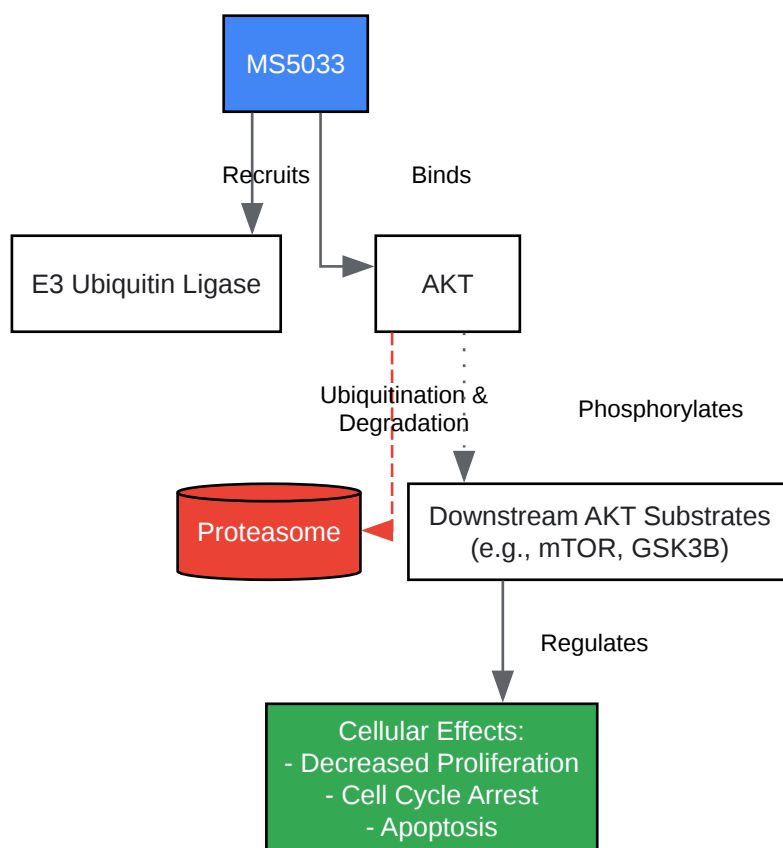 MS5033
Recruits
Binds
E3 Ubiquitin Ligase
AKT
Ubiquitination &
Degradation
Phosphorylates
Proteasome
Downstream AKT Substrates
(e.g., mTOR, GSK3B)
Regulates
Cellular Effects:
- Decreased Proliferation
- Cell Cycle Arrest
- Apoptosis